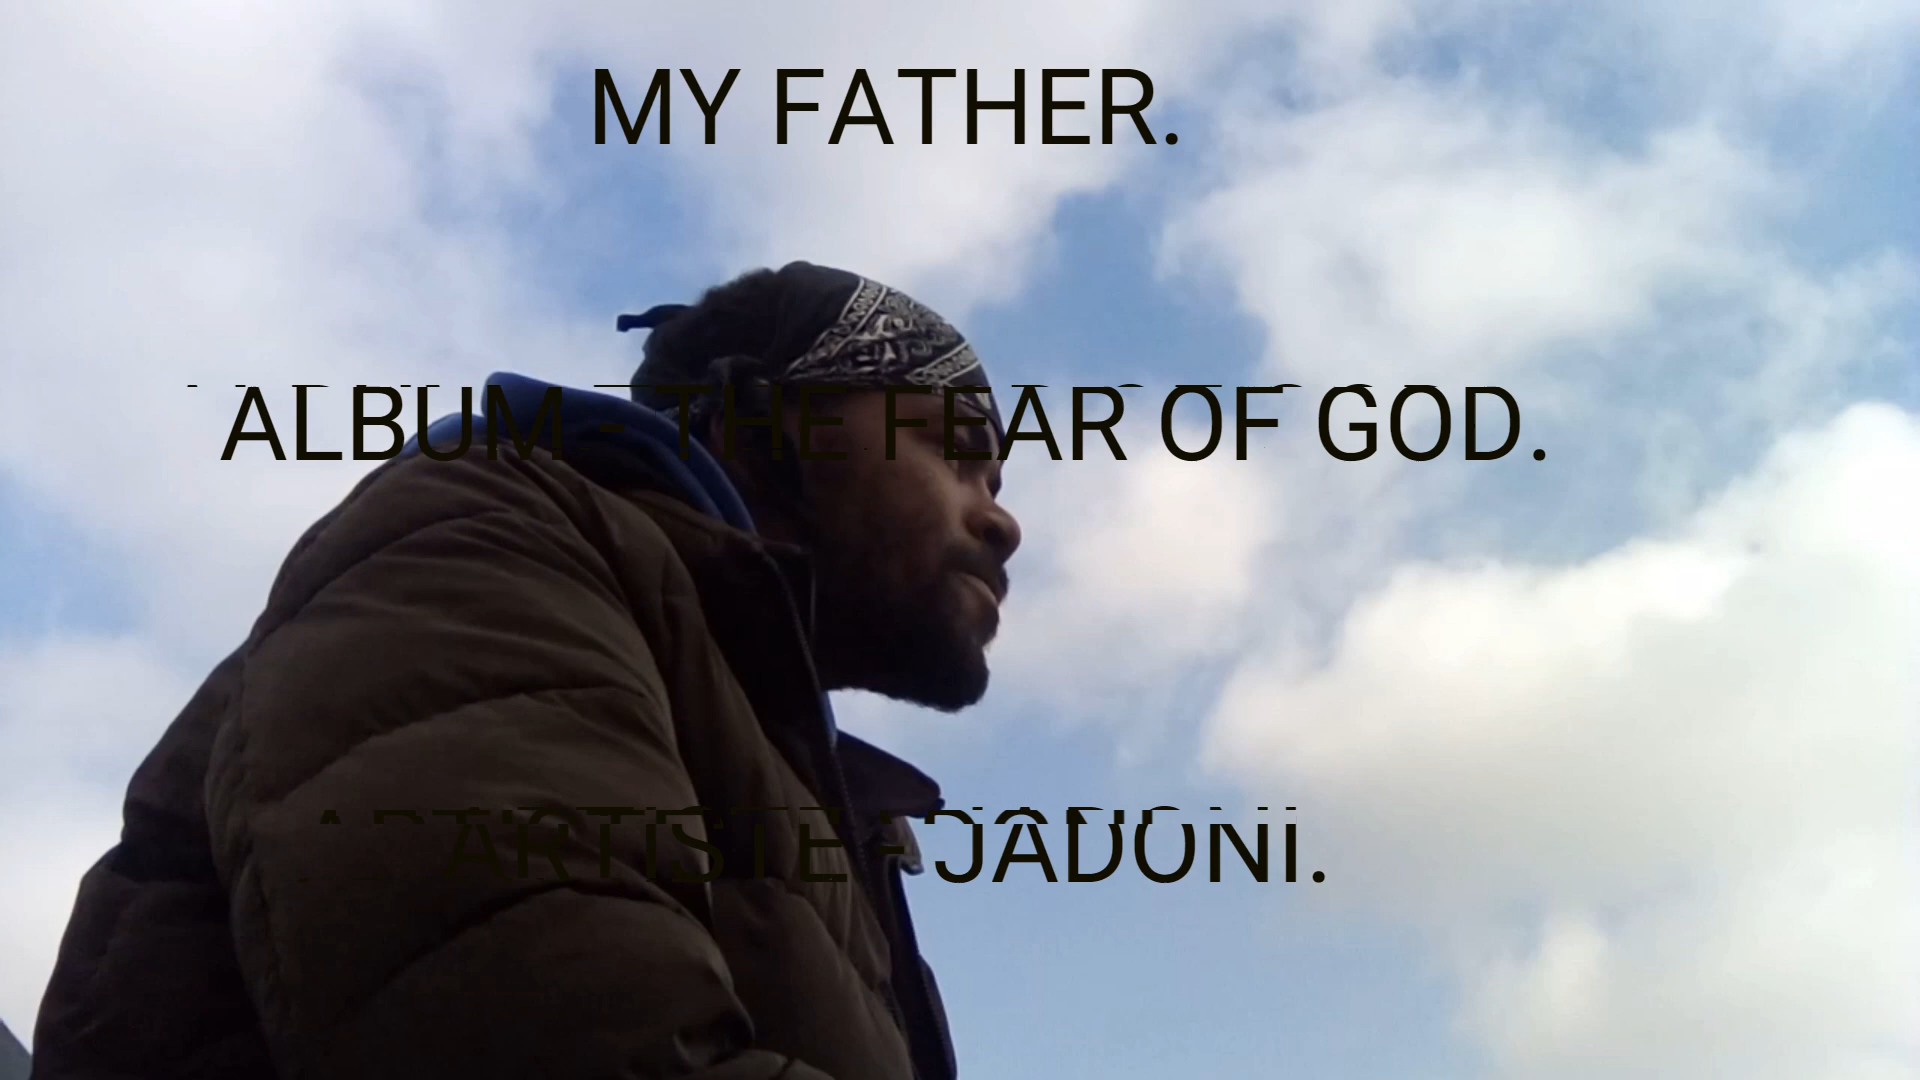 MY FATHER.
ALBUM - THE FEAR OF GOD.
ARTISTE - JADONI.